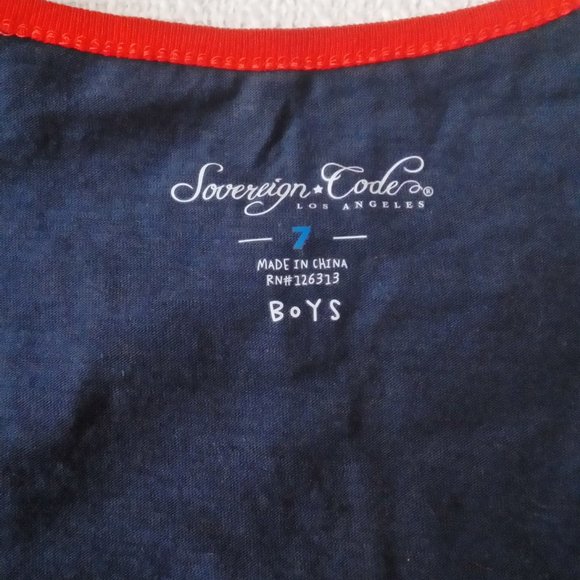 Sovereign★Code®
LOS ANGELES
7
MADE IN CHINA
RN#126313
BOYS